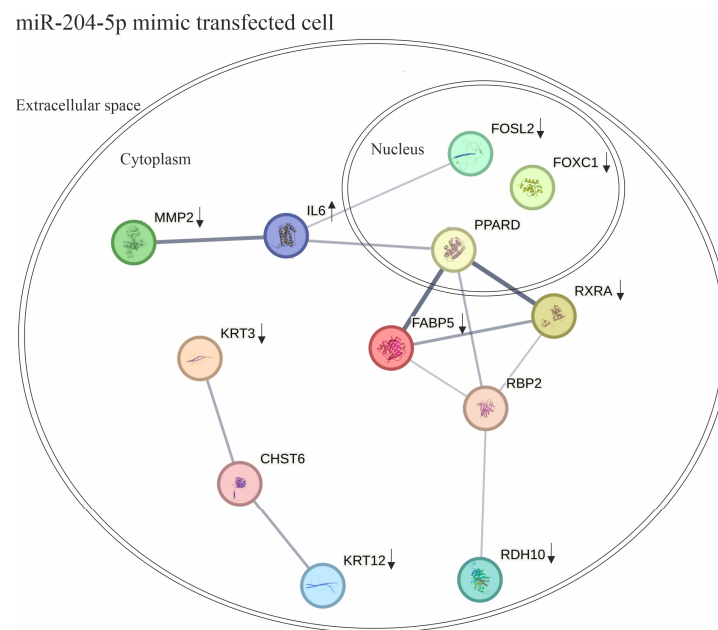 miR-204-5p mimic transfected cell
Extracellular space
Cytoplasm
Nucleus
FOSL2↓
FOXC1↓
MMP2↓
IL6↑
PPARD
RXRA↓
FABP5↓
KRT3↓
RBP2
CHST6
KRT12↓
RDH10↓